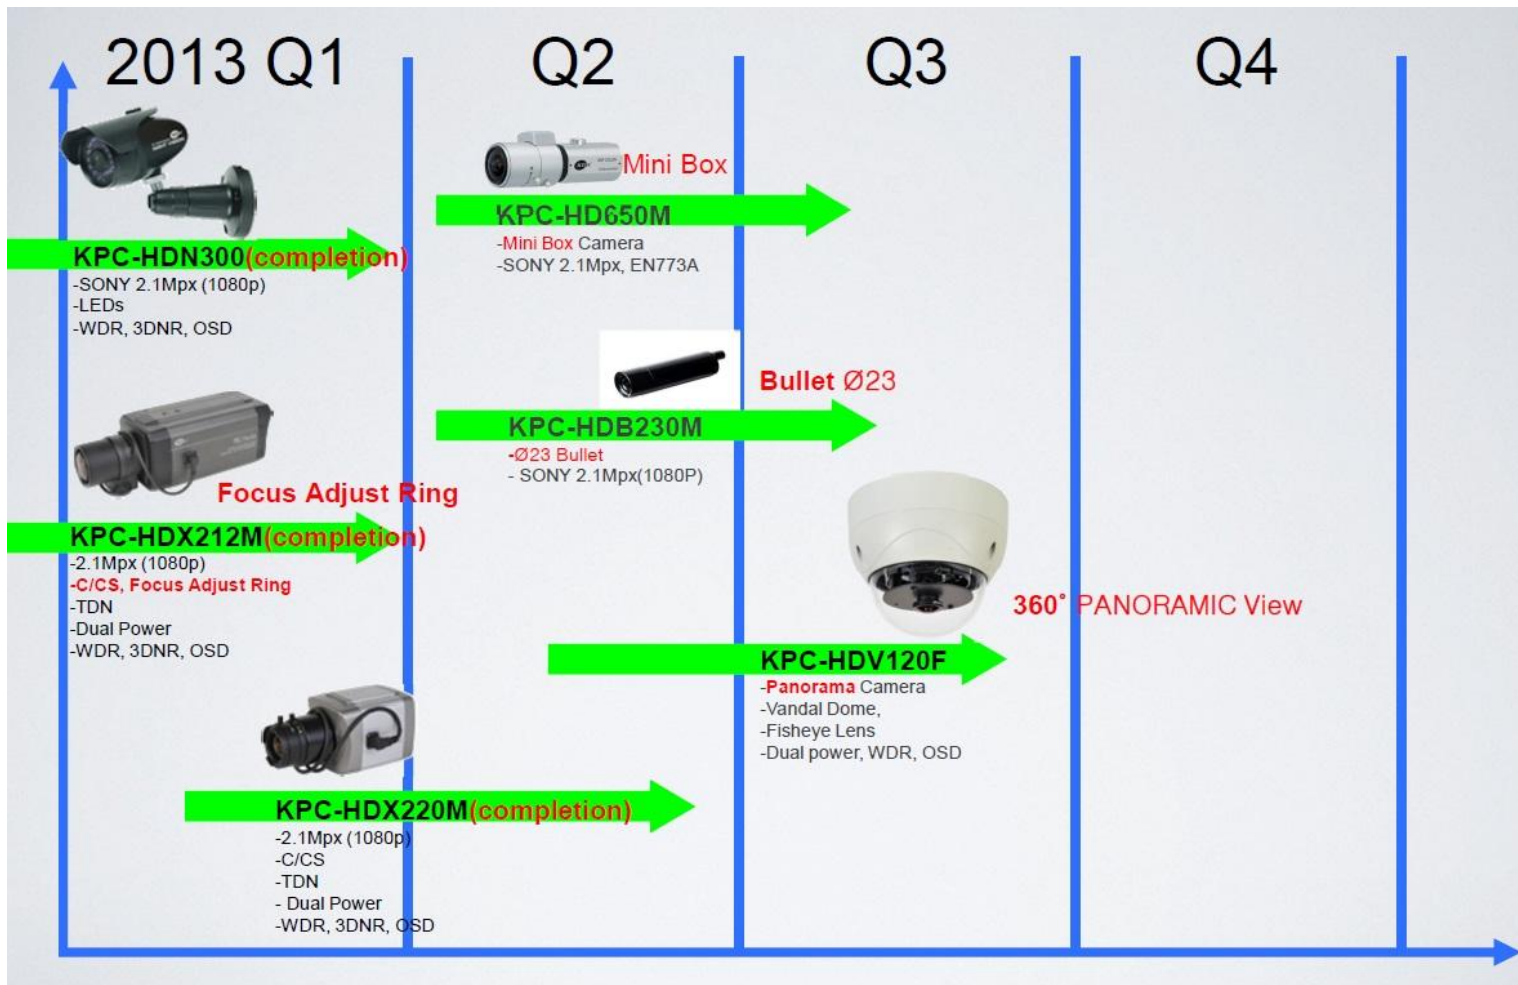 2013 Q1
Q2
Q3
Q4
KPC-HDN300(completion)
-SONY 2.1Mpx (1080p)
-LEDs
-WDR, 3DNR, OSD
Mini Box
KPC-HD650M
-Mini Box Camera
-SONY 2.1Mpx, EN773A
Bullet Ø23
KPC-HDB230M
-Ø23 Bullet
- SONY 2.1Mpx(1080P)
Focus Adjust Ring
KPC-HDX212M(completion)
-2.1Mpx (1080p)
-C/CS, Focus Adjust Ring
-TDN
-Dual Power
-WDR, 3DNR, OSD
360˚ PANORAMIC View
KPC-HDV120F
-Panorama Camera
-Vandal Dome,
-Fisheye Lens
-Dual power, WDR, OSD
KPC-HDX220M(completion)
-2.1Mpx (1080p)
-C/CS
-TDN
- Dual Power
-WDR, 3DNR, OSD